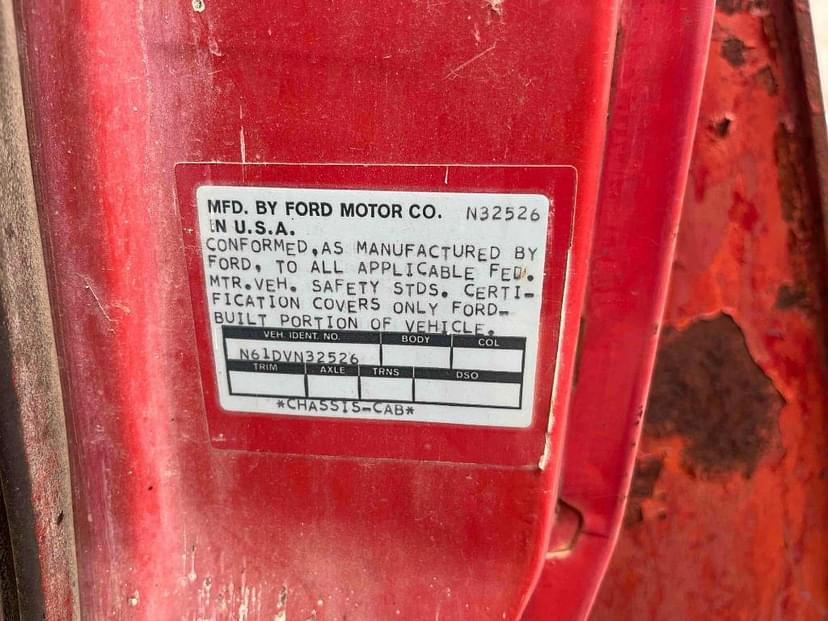 MFD. BY FORD MOTOR CO. N32526
IN U.S.A.
CONFORMED, AS MANUFACTURED BY
FORD, TO ALL APPLICABLE FED.
MTR.VEH. SAFETY STDS. CERTI-
FICATION COVERS ONLY FORD-
BUILT PORTION OF VEHICLE.
VEH. IDENT. NO. BODY COL
N61DVN32526
TRIM AXLE TRNS DSO
*CHASSIS-CAB*